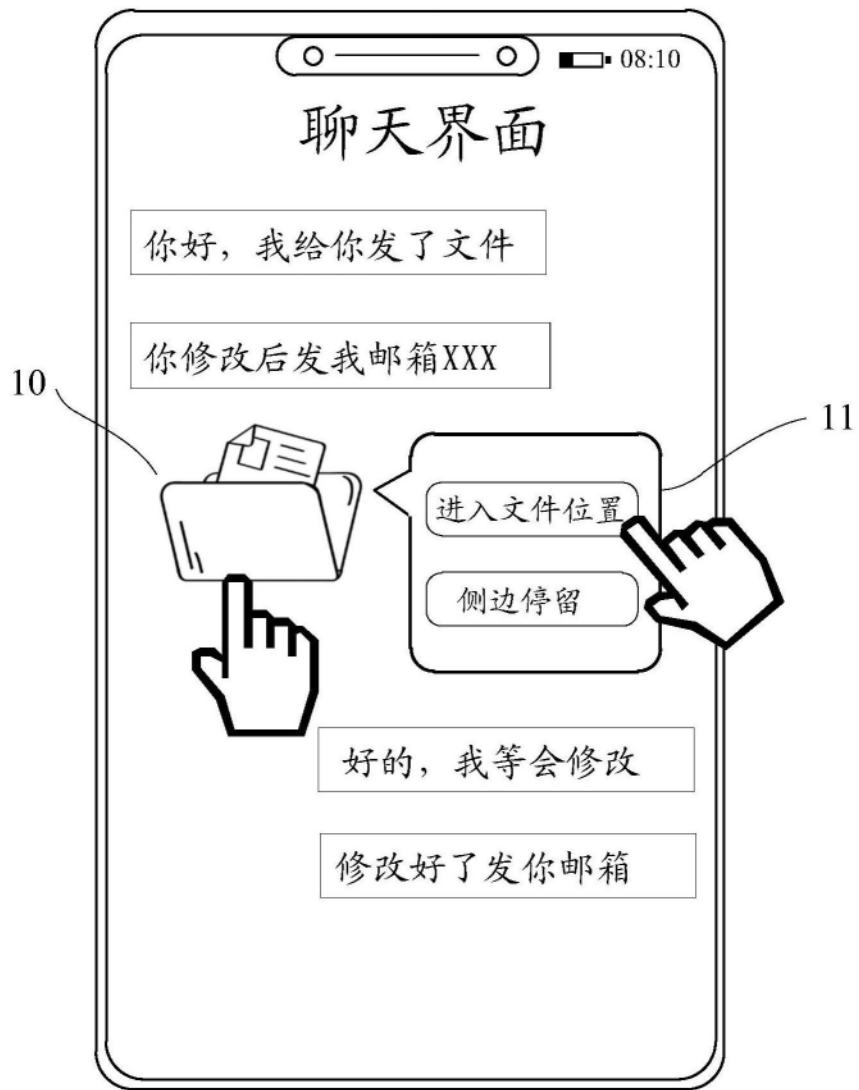 08:10
聊天界面
你好，我给你发了文件
你修改后发我邮箱XXX
10
11
进入文件位置
侧边停留
好的，我等会修改
修改好了发你邮箱